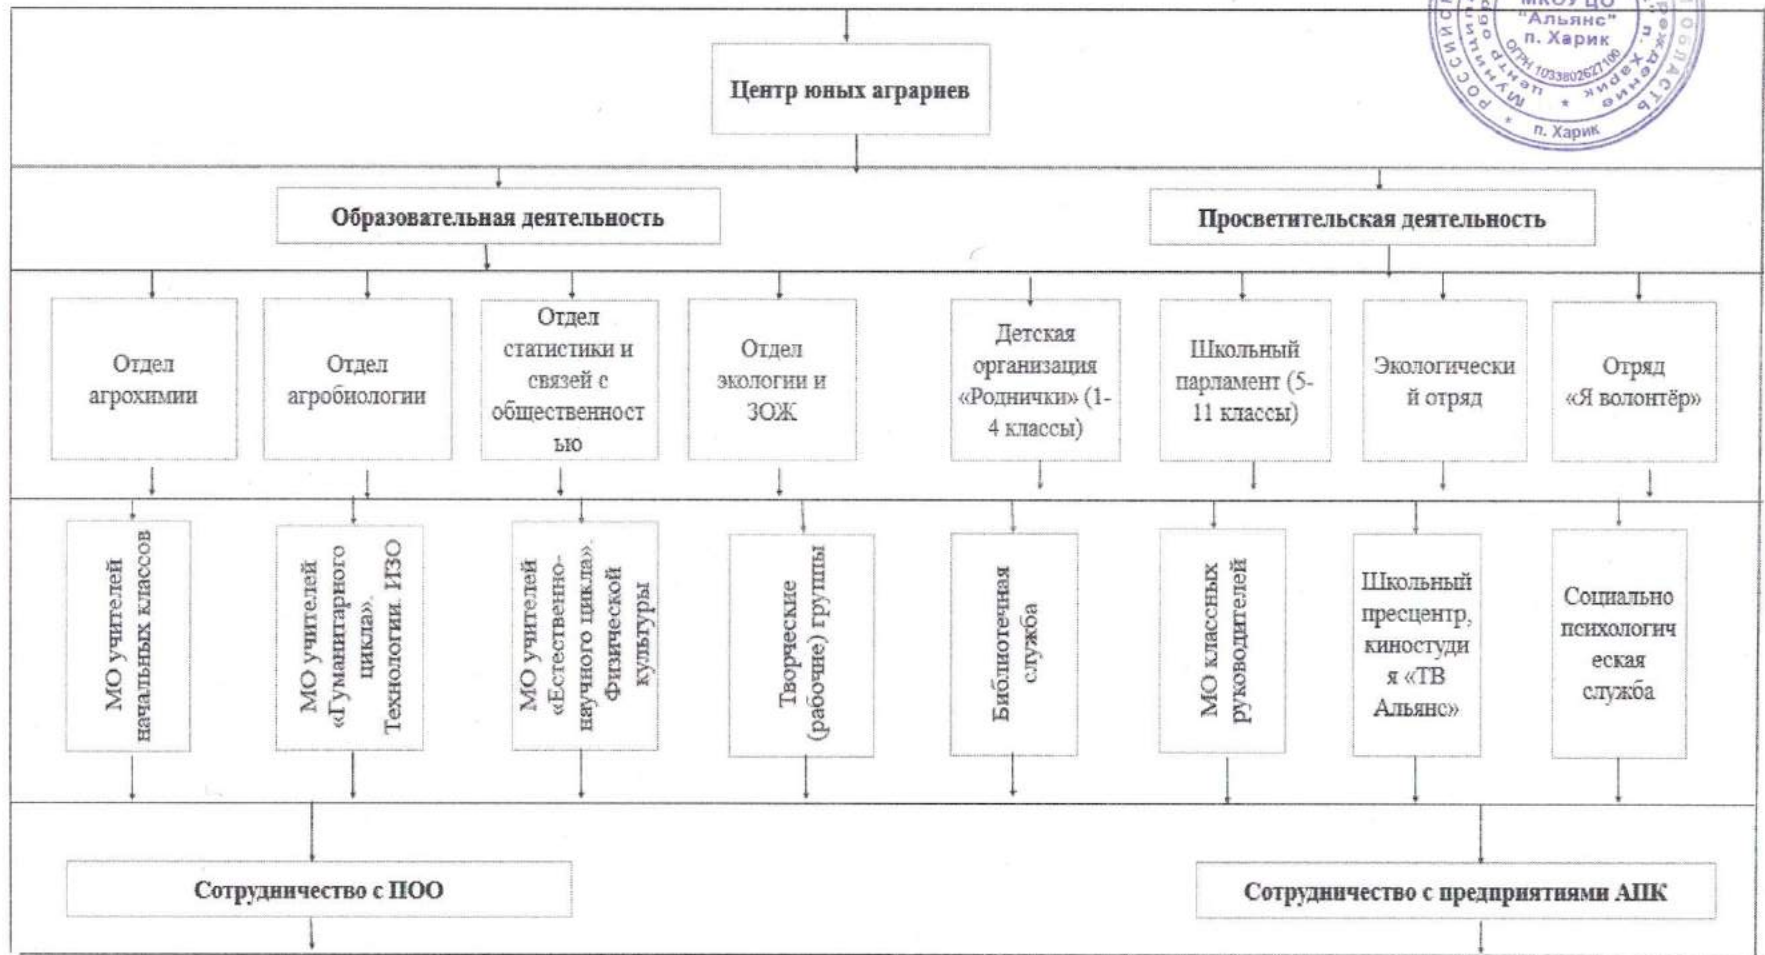 МКОУ ЦО
"Альянс"
п. Харик
ОГРН 1033802627100
п. Харик
Центр юных аграриев
Образовательная деятельность
Просветительская деятельность
Отдел
агрохимии
Отдел
агробиологии
Отдел
статистики и
связей с
общественност
ью
Отдел
экологии и
ЗОЖ
Детская
организация
«Роднички» (1-
4 классы)
Школьный
парламент (5-
11 классы)
Экологически
й отряд
Отряд
«Я волонтёр»
МО учителей
начальных классов
МО учителей
«Гуманитарного
цикла».
Технологии. ИЗО
МО учителей
«Естественно-
научного цикла».
Физической
культуры
Творческие
(рабочие) группы
Библиотечная
служба
МО классных
руководителей
Школьный
пресцентр,
киностуди
я «ТВ
Альянс»
Социально
психологич
еская
служба
Сотрудничество с ПОО
Сотрудничество с предприятиями АПК